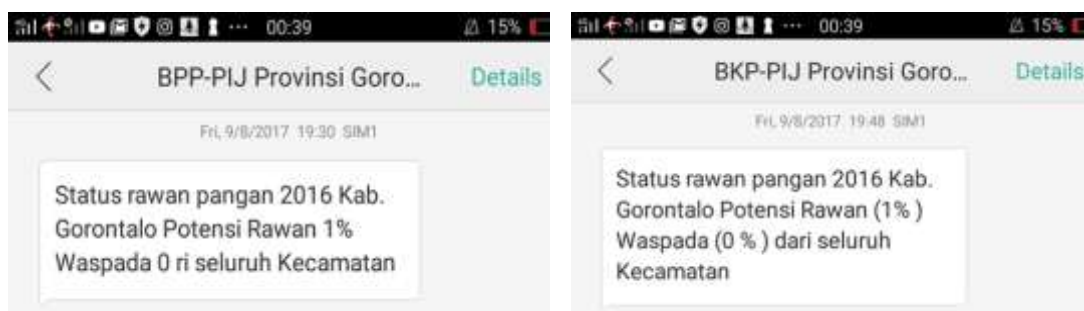 00:39
15%
BPP-PIJ Provinsi Goro...
Details
Fri, 9/8/2017 19:30 SIM1
Status rawan pangan 2016 Kab.
Gorontalo Potensi Rawan 1%
Waspada 0 ri seluruh Kecamatan
00:39
15%
BKP-PIJ Provinsi Goro...
Details
Fri, 9/8/2017 19:48 SIM1
Status rawan pangan 2016 Kab.
Gorontalo Potensi Rawan (1% )
Waspada (0 % ) dari seluruh
Kecamatan